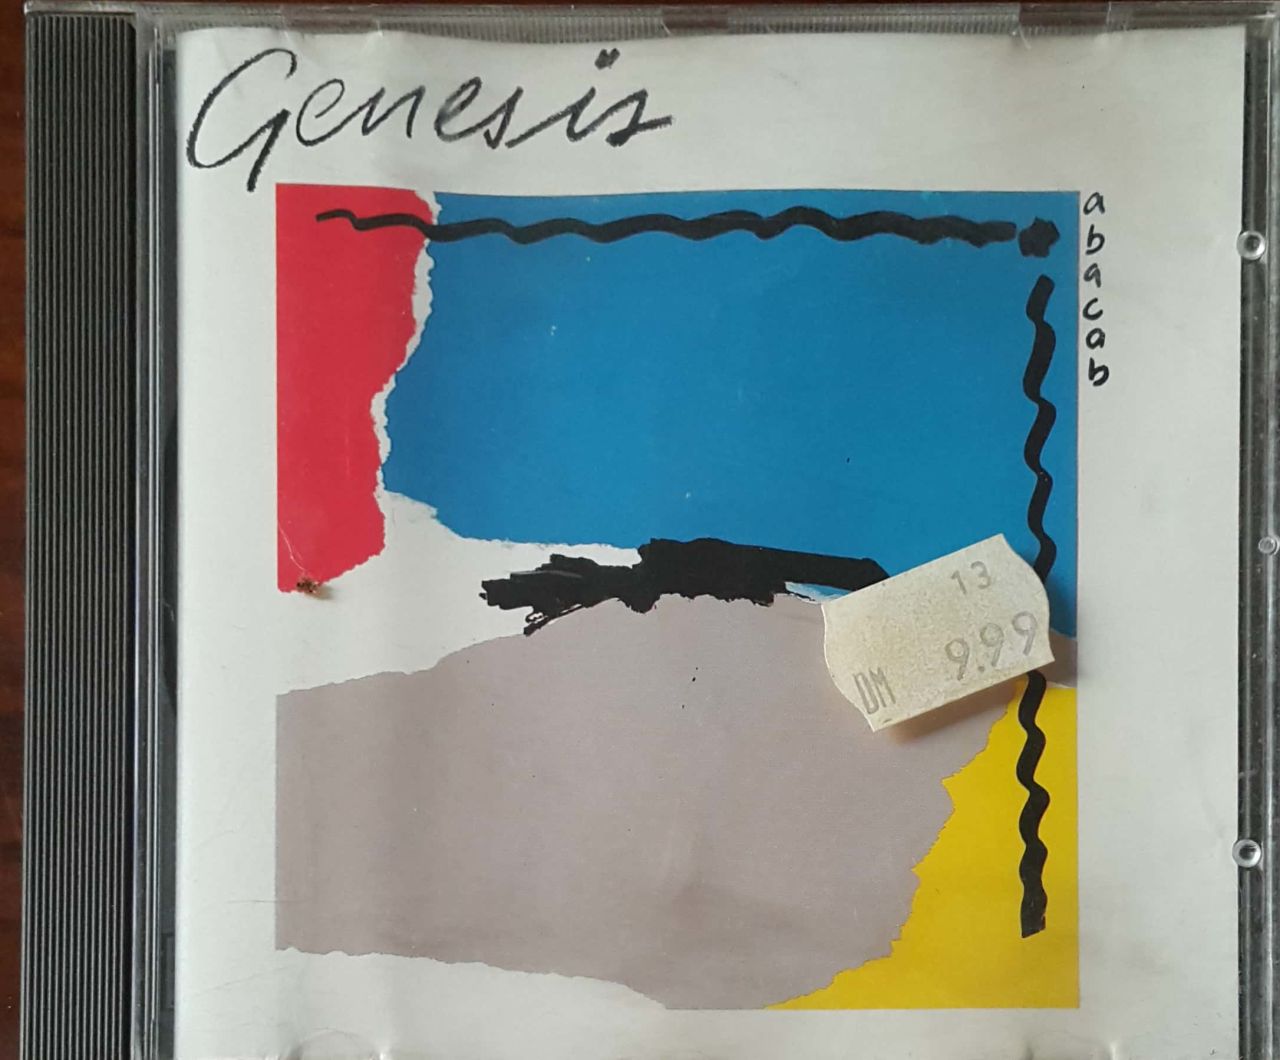 Genesis
abacab
13
DM 9.99